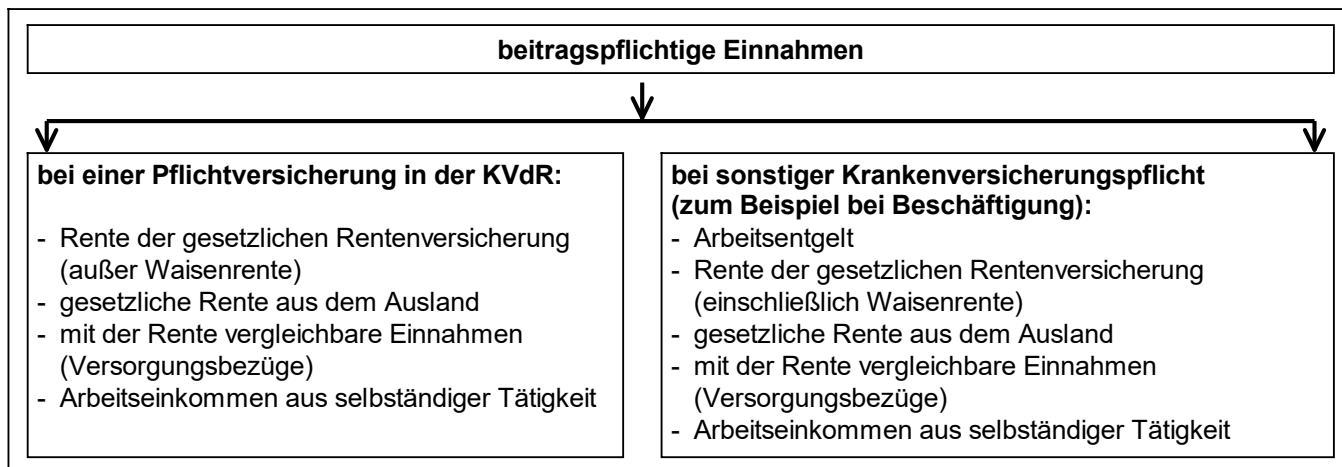 beitragspflichtige Einnahmen
bei einer Pflichtversicherung in der KVdR:
- Rente der gesetzlichen Rentenversicherung
(außer Waisenrente)
- gesetzliche Rente aus dem Ausland
- mit der Rente vergleichbare Einnahmen
(Versorgungsbezüge)
- Arbeitseinkommen aus selbständiger Tätigkeit
bei sonstiger Krankenversicherungspflicht
(zum Beispiel bei Beschäftigung):
- Arbeitsentgelt
- Rente der gesetzlichen Rentenversicherung
(einschließlich Waisenrente)
- gesetzliche Rente aus dem Ausland
- mit der Rente vergleichbare Einnahmen
(Versorgungsbezüge)
- Arbeitseinkommen aus selbständiger Tätigkeit